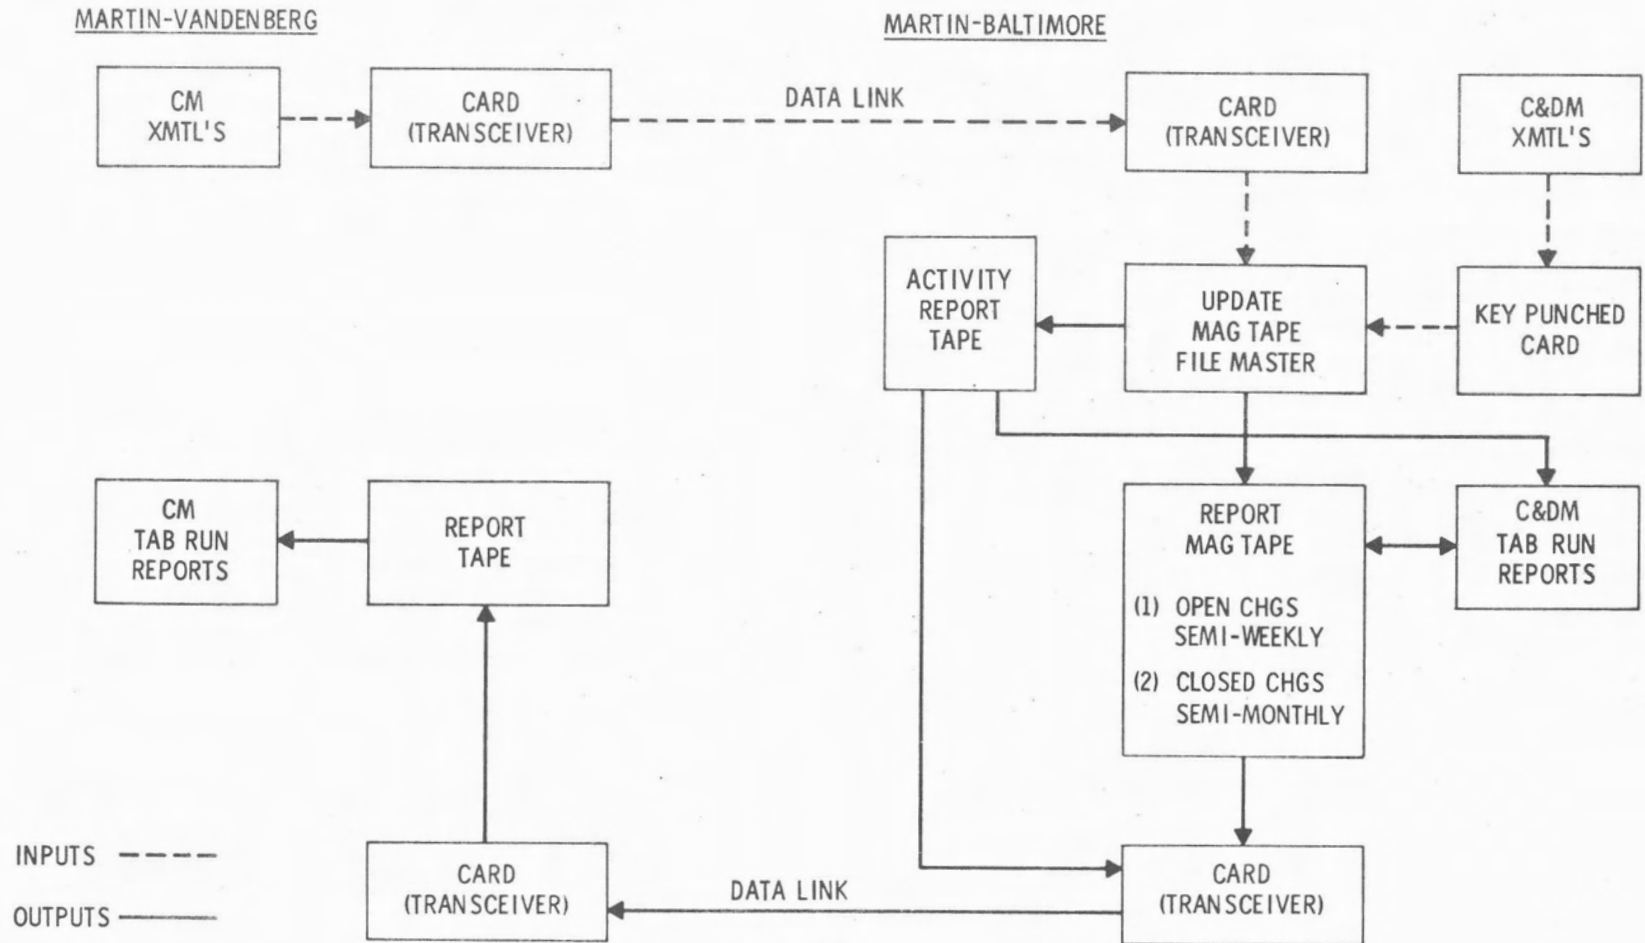 MARTIN-VANDENBERG
MARTIN-BALTIMORE
CM
XMTL'S
CARD
(TRANSCEIVER)
DATA LINK
CARD
(TRANSCEIVER)
C&DM
XMTL'S
ACTIVITY
REPORT
TAPE
UPDATE
MAG TAPE
FILE MASTER
KEY PUNCHED
CARD
CM
TAB RUN
REPORTS
REPORT
TAPE
REPORT
MAG TAPE
(1) OPEN CHGS
SEMI-WEEKLY
(2) CLOSED CHGS
SEMI-MONTHLY
C&DM
TAB RUN
REPORTS
INPUTS
OUTPUTS
CARD
(TRANSCEIVER)
DATA LINK
CARD
(TRANSCEIVER)